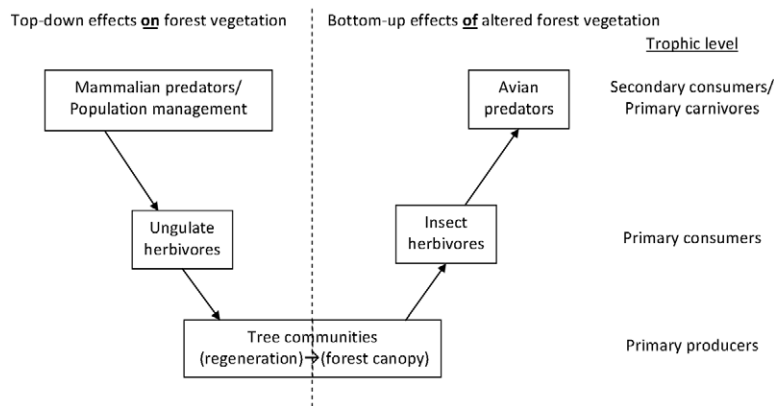 Top-down effects on forest vegetation
Bottom-up effects of altered forest vegetation
Trophic level
Mammalian predators/
Population management
Avian
predators
Secondary consumers/
Primary carnivores
Ungulate
herbivores
Insect
herbivores
Primary consumers
Tree communities
(regeneration)→(forest canopy)
Primary producers